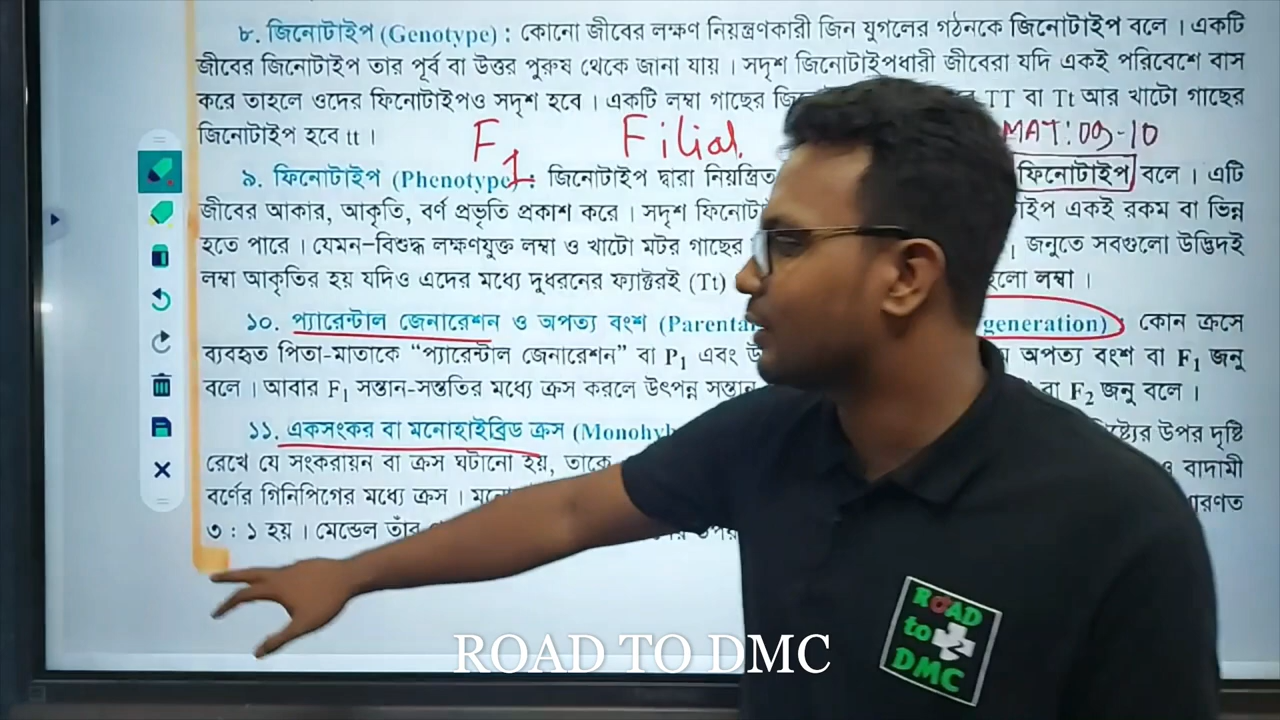 ৮. জিনোটাইপ (Genotype) : কোনো জীবের লক্ষণ নিয়ন্ত্রণকারী জিন যুগলের গঠনকে জিনোটাইপ বলে । একটি
জীবের জিনোটাইপ তার পূর্ব বা উত্তর পুরুষ থেকে জানা যায় । সদৃশ জিনোটাইপধারী জীবেরা যদি একই পরিবেশে বাস
করে তাহলে ওদের ফিনোটাইপও সদৃশ হবে । একটি লম্বা গাছের TT বা Tt আর খাটো গাছের
জিনোটাইপ হবে tt ।
F1 Filial MAT'09-10
৯. ফিনোটাইপ (Phenotype) : জিনোটাইপ দ্বারা নিয়ন্ত্রিত ফিনোটাইপ বলে । এটি
জীবের আকার, আকৃতি, বর্ণ প্রভৃতি প্রকাশ করে । সদৃশ একই রকম বা ভিন্ন
হতে পারে । যেমন–বিশুদ্ধ লক্ষণযুক্ত লম্বা ও খাটো মটর গাছের জনুতে সবগুলো উদ্ভিদই
লম্বা আকৃতির হয় যদিও এদের মধ্যে দুধরনের ফ্যাক্টরই (Tt) লম্বা ।
১০. প্যারেন্টাল জেনারেশন ও অপত্য বংশ (Parenta generation) : কোন ক্রসে
ব্যবহৃত পিতা-মাতাকে “প্যারেন্টাল জেনারেশন” বা P1 এবং অপত্য বংশ বা F1 জনু
বলে । আবার F1 সন্তান-সন্ততির মধ্যে ক্রস করলে উৎপন্ন বা F2 জনু বলে ।
১১. একসংকর বা মনোহাইব্রিড ক্রস (Monohyb উপর দৃষ্টি
রেখে যে সংকরায়ন বা ক্রস ঘটানো হয়, তাকে ও বাদামী
বর্ণের গিনিপিগের মধ্যে ক্রস ।
৩ : ১ হয় । মেন্ডেল তাঁর
ROAD
to
DMC
ROAD TO DMC